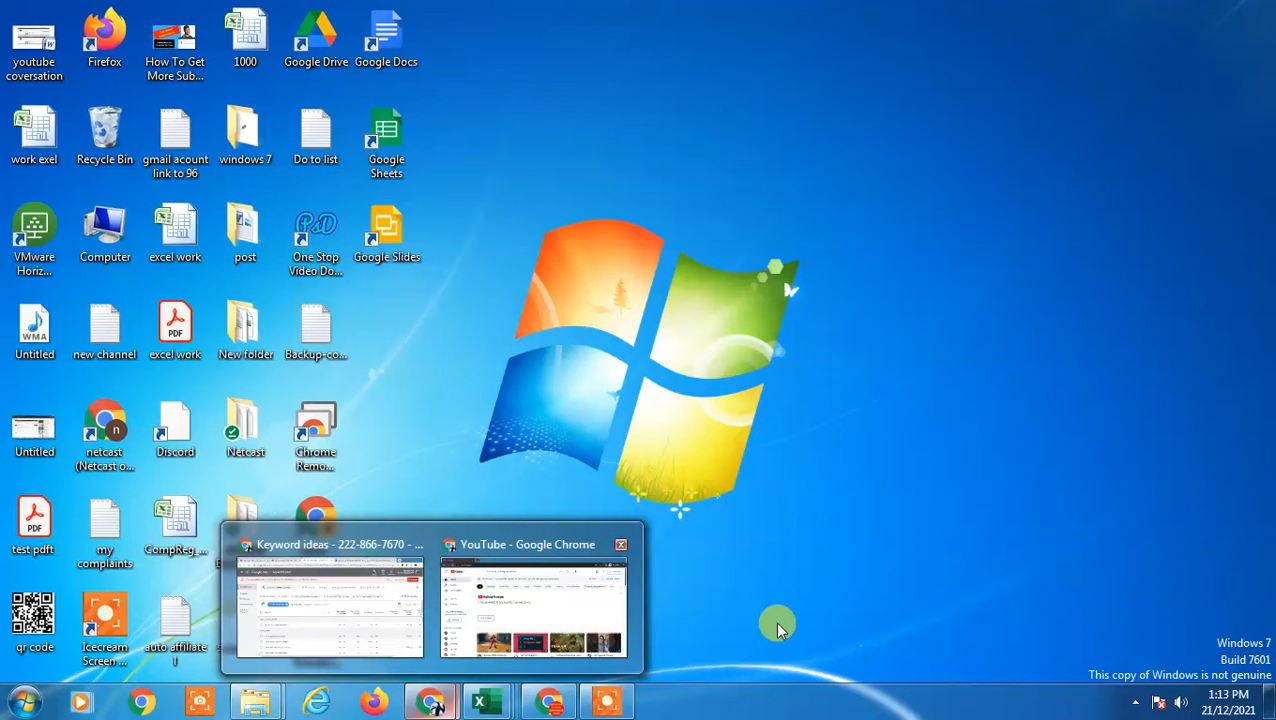 youtube
coversation
Firefox
How To Get
More Sub...
1000
Google Drive
Google Docs
work exel
Recycle Bin
gmail acount
link to 96
windows 7
Do to list
Google
Sheets
VMware
Horiz...
Computer
excel work
post
One Stop
Video Do...
Google Slides
WMA
Untitled
new channel
PDF
excel work
New folder
Backup-co...
Untitled
n
netcast
(Netcast o...
Discord
Netcast
Chrome
Remo...
PDF
test pdft
my
complaints
CompReg_...
Keyword ideas - 222-866-7670 - ...
YouTube - Google Chrome
qr code
Icecream
Screen ...
auto affilate
Windows 7
Build 7601
This copy of Windows is not genuine
1:13 PM
21/12/2021